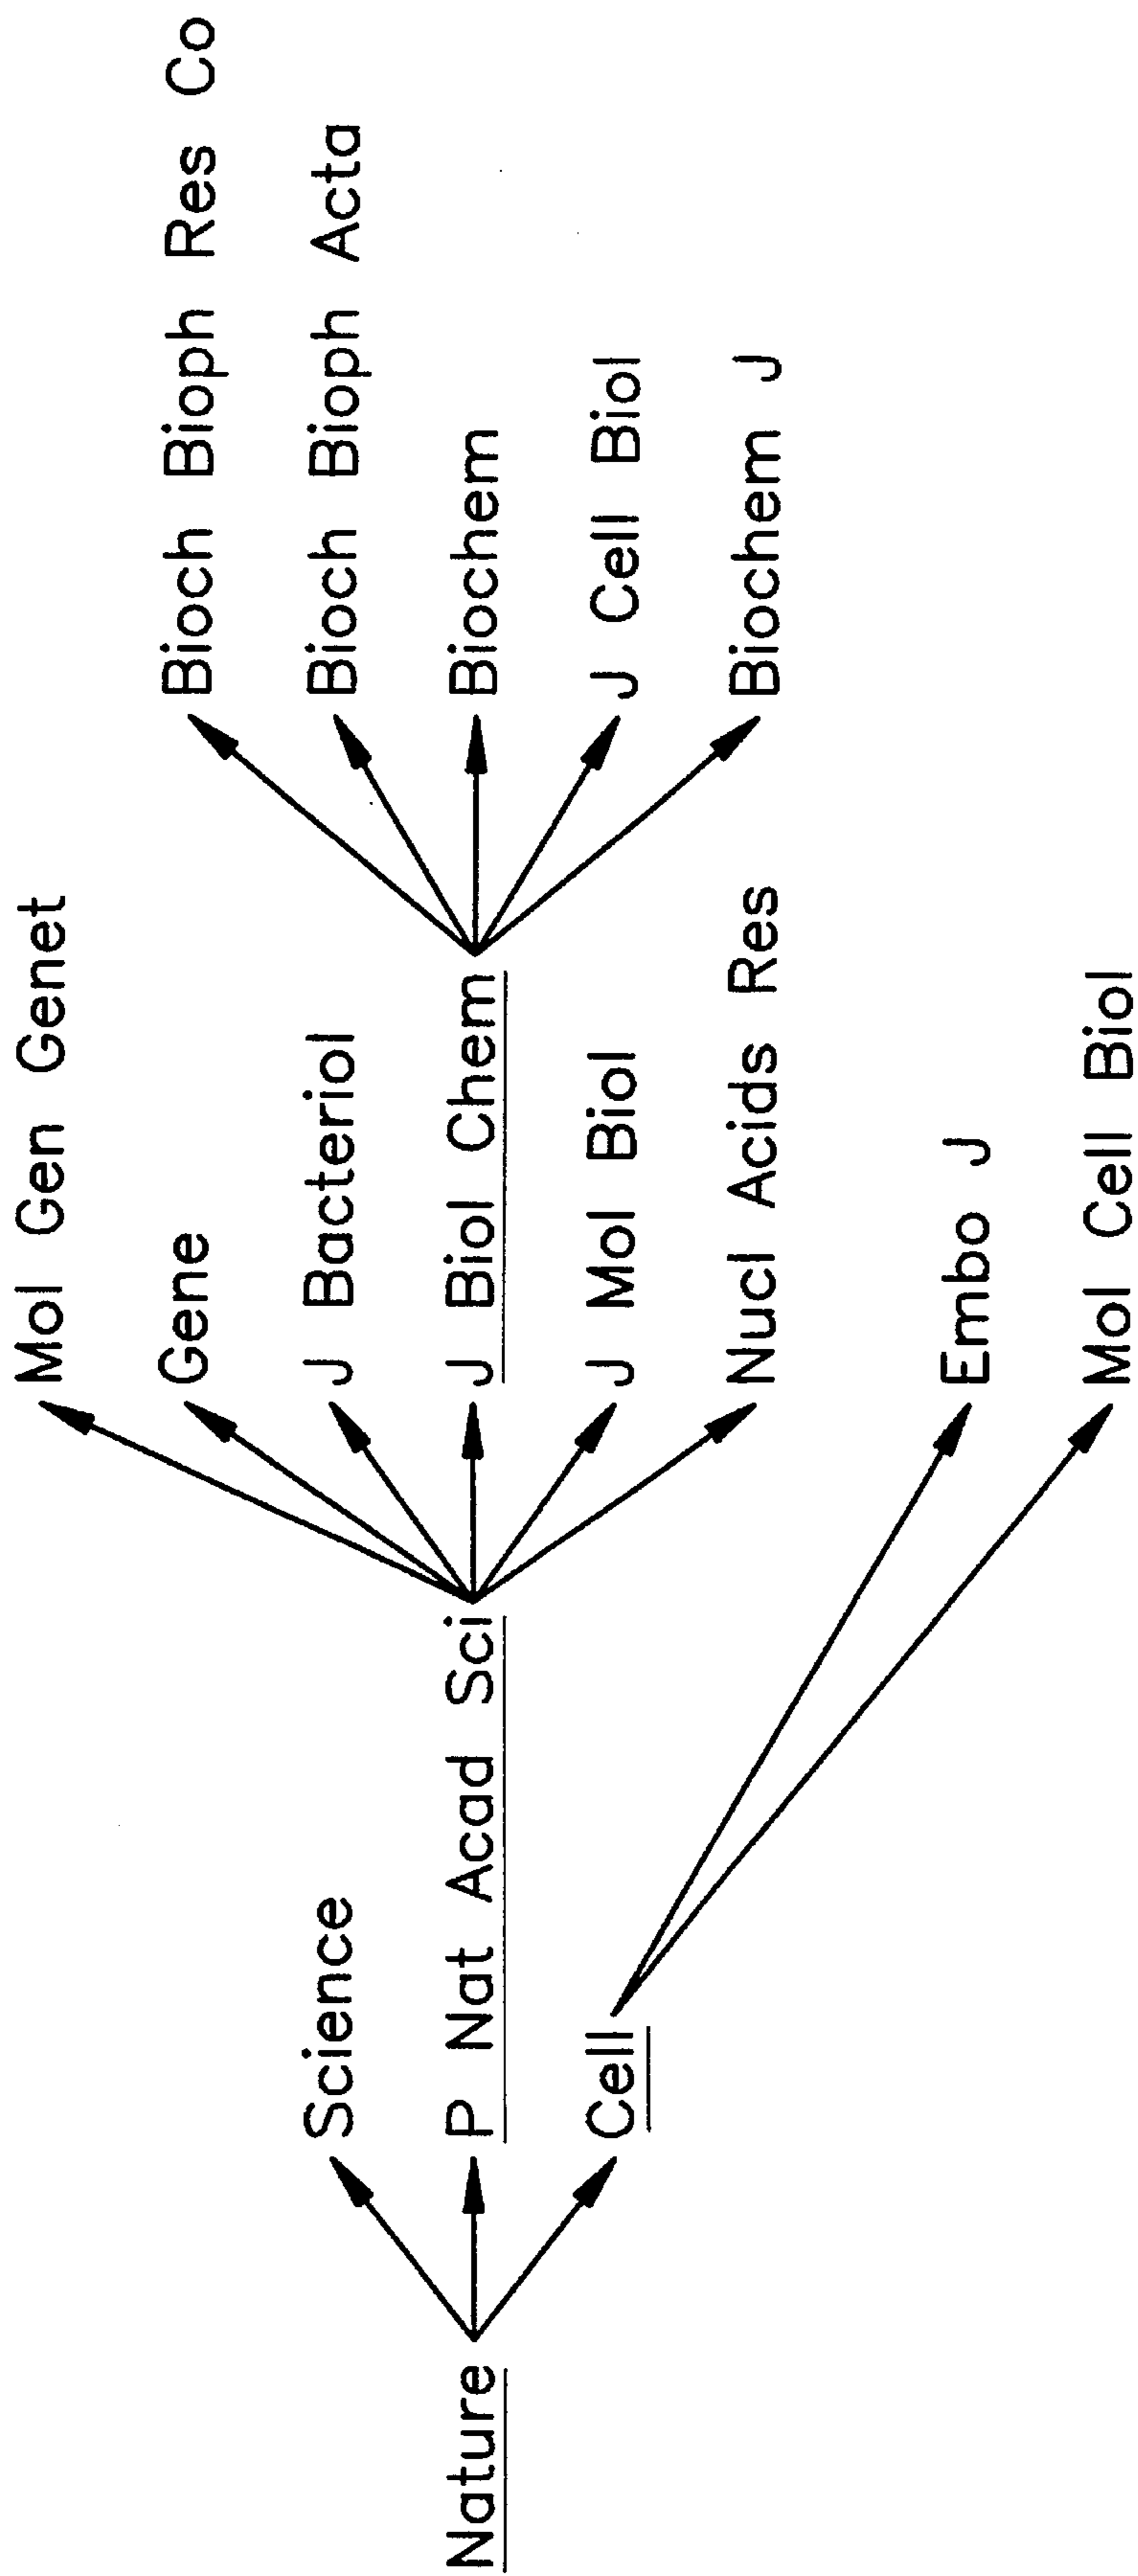 Nature
Science
P Nat Acad Sci
Cell
Mol Gen Genet
Gene
J Bacteriol
J Biol Chem
J Mol Biol
Nucl Acids Res
Embo J
Mol Cell Biol
Bioch Bioph Res Co
Bioch Bioph Acta
Biochem
J Cell Biol
Biochem J